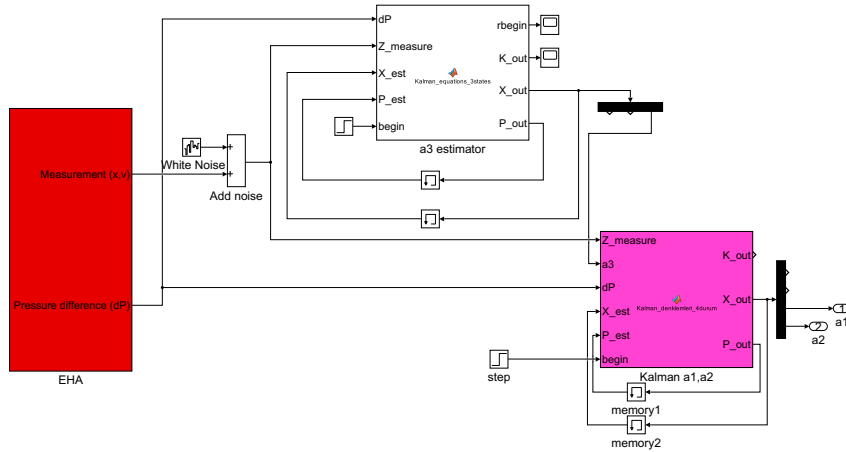 dP
Z_measure
X_est
P_est
begin
Kalman_equations_3states
rbegin
K_out
X_out
P_out
a3 estimator
White Noise
+
+
Add noise
Measurement (x,v)
Pressure difference (dP)
EHA
Z_measure
a3
dP
X_est
P_est
begin
Kalman_denklemleri_4durum
K_out
X_out
P_out
Kalman a1,a2
step
memory1
memory2
1
a1
2
a2